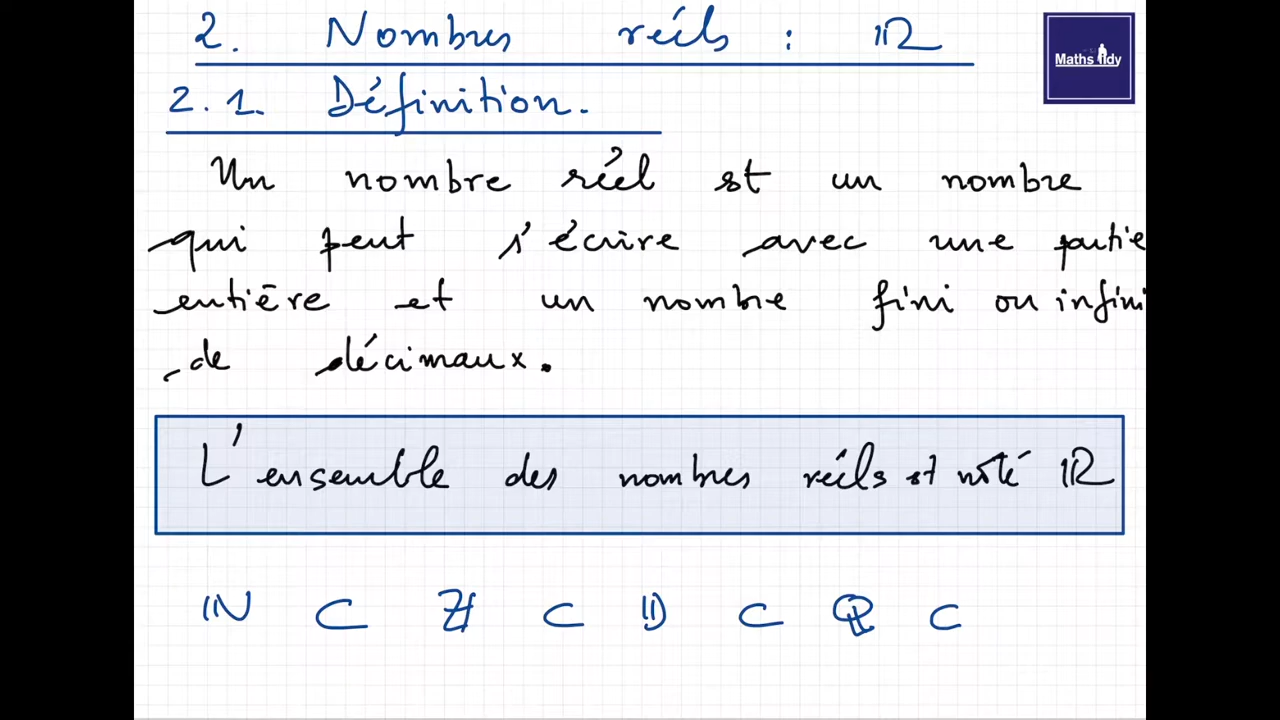 2. Nombres réels : ℝ
Maths Idy
2.1. Définition.
Un nombre réel est un nombre
qui peut s'écrire avec une partie
entière et un nombre fini ou infini
de décimaux.
L'ensemble des nombres réels est noté ℝ
ℕ ⊂ ℤ ⊂ 𝔻 ⊂ ℚ ⊂